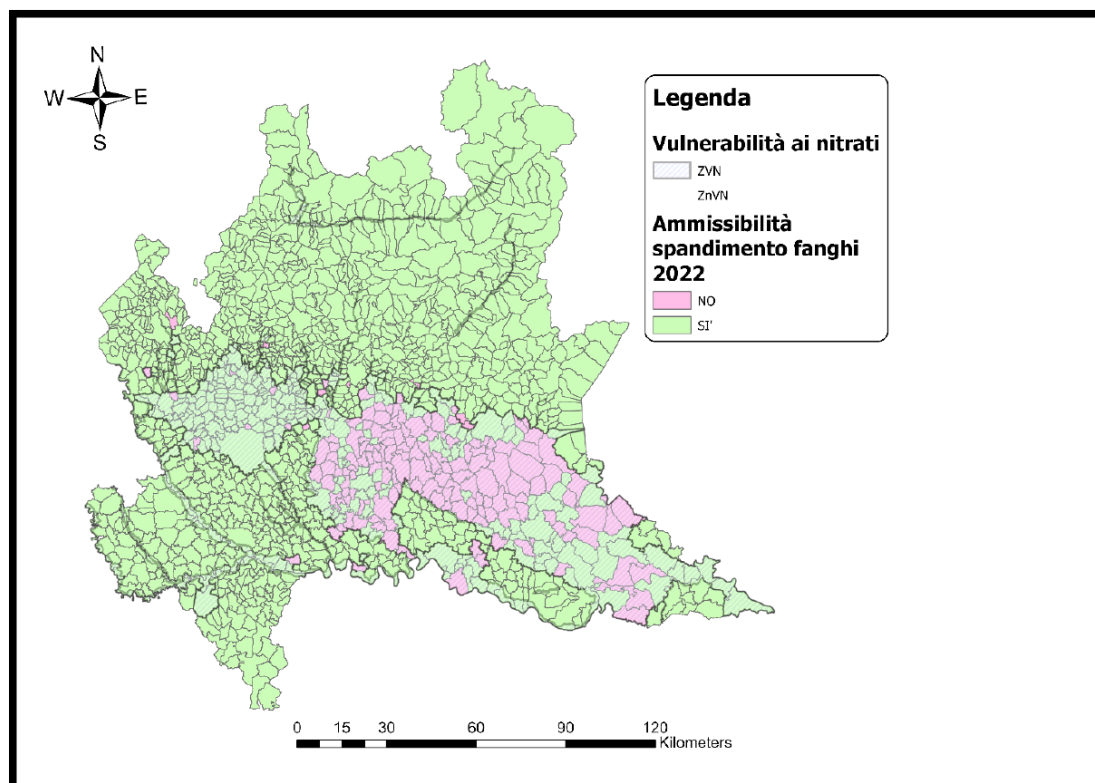 N
W E
S
Legenda
Vulnerabilità ai nitrati
ZVN
ZnVN
Ammissibilità
spandimento fanghi
2022
NO
SI'
0 15 30 60 90 120
Kilometers